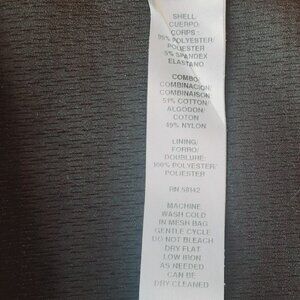 SHELL
CUERPO/
CORPS:
95% POLYESTER/
POLIESTER
5% SPANDEX
ELASTANO
COMBO/
COMBINACION/
COMBINAISON
51% COTTON/
ALGODON/
COTON
49% NYLON
LINING/
FORRO/
DOUBLURE:
100% POLYESTER/
POLIESTER
RN 58142
MACHINE
WASH COLD
IN MESH BAG
GENTLE CYCLE
DO NOT BLEACH
DRY FLAT
LOW IRON
AS NEEDED
CAN BE
DRY CLEANED